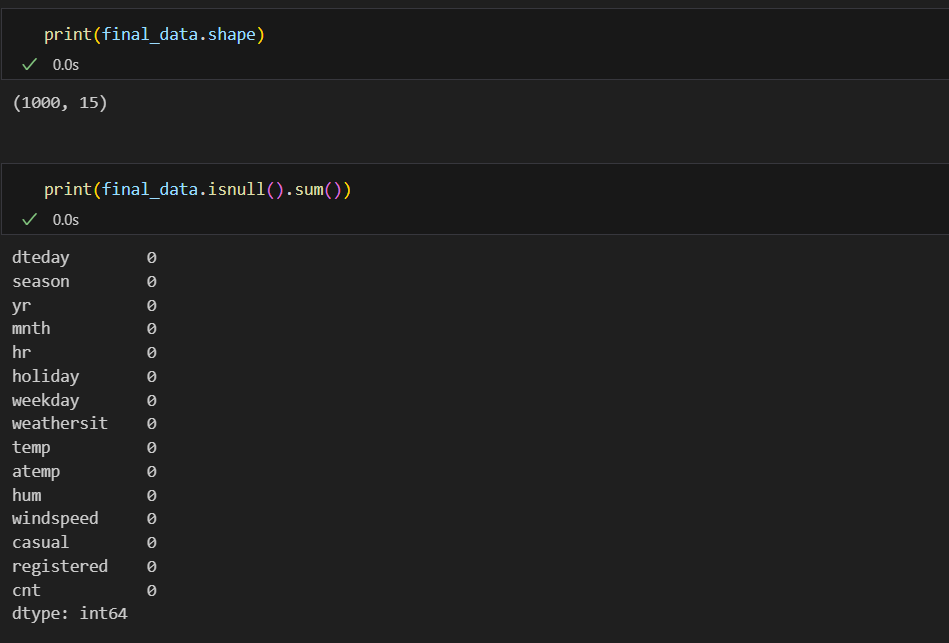 print(final_data.shape)
0.0s
(1000, 15)
print(final_data.isnull().sum())
0.0s
dteday 0
season 0
yr 0
mnth 0
hr 0
holiday 0
weekday 0
weathersit 0
temp 0
atemp 0
hum 0
windspeed 0
casual 0
registered 0
cnt 0
dtype: int64